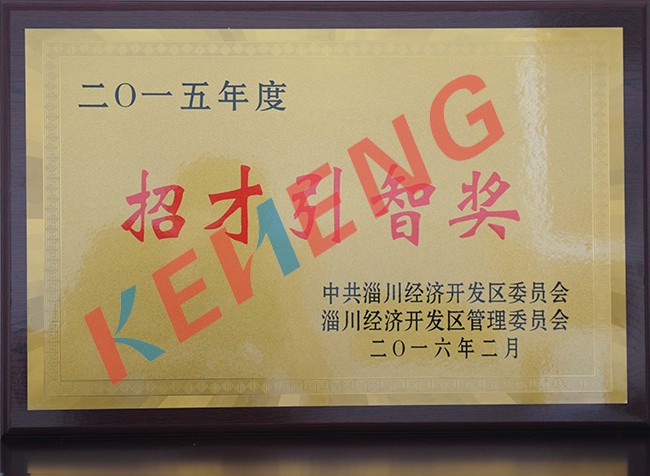 二〇一五年度
招才引智奖
KEHENG
中共淄川经济开发区委员会
淄川经济开发区管理委员会
二〇一六年二月